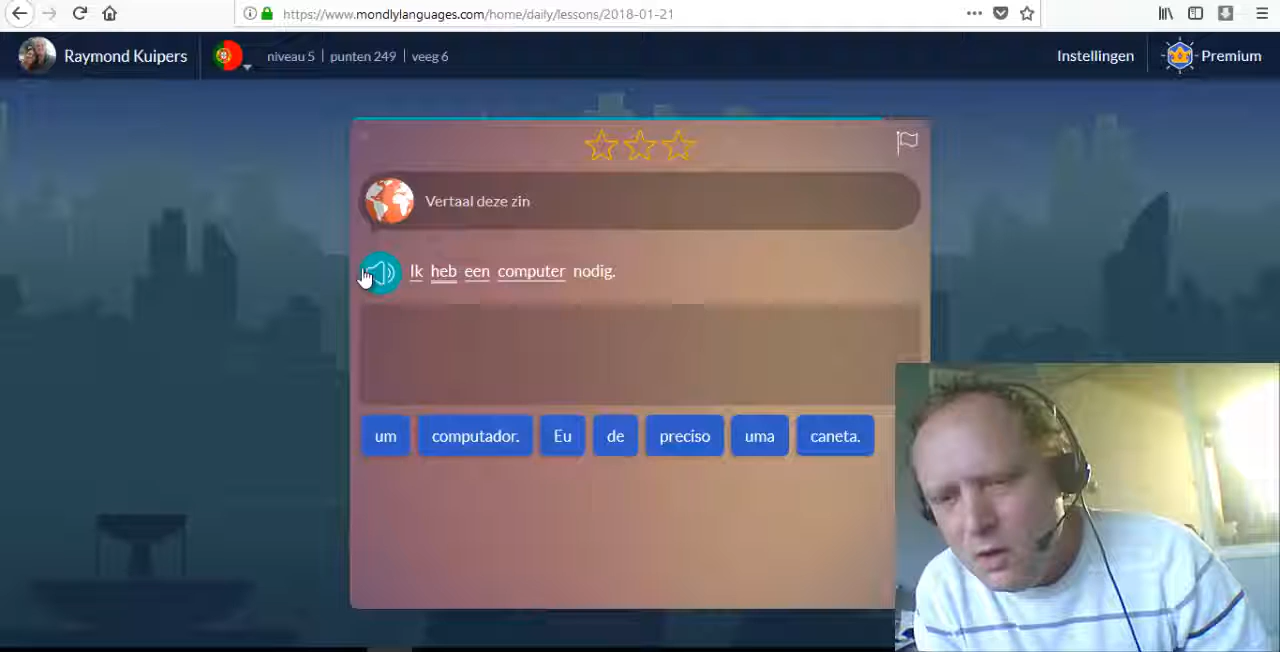 https://www.mondlylanguages.com/home/daily/lessons/2018-01-21
Raymond Kuipers
niveau 5 | punten 249 | veeg 6
Instellingen
Premium
Vertaal deze zin
Ik heb een computer nodig.
um computador. Eu de preciso uma caneta.